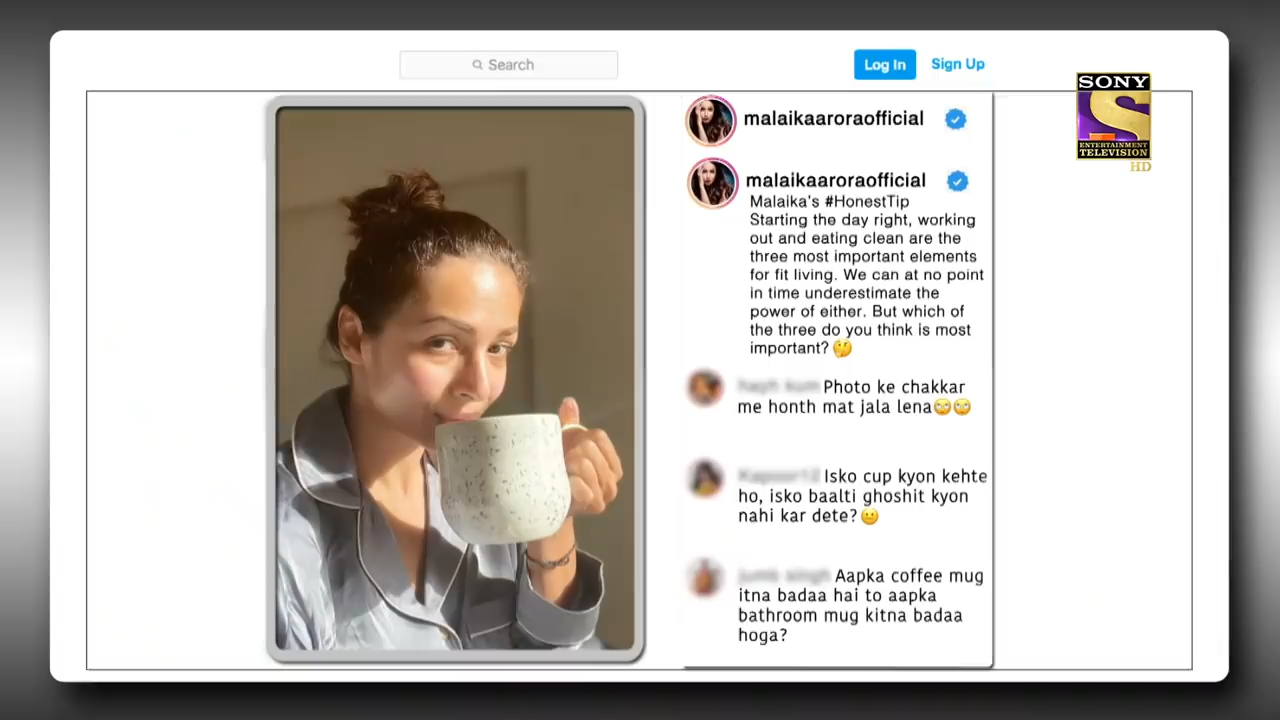 Search
Log In
Sign Up
SONY
ENTERTAINMENT
TELEVISION
HD
malaikaaroraofficial
malaikaaroraofficial
Malaika's #HonestTip
Starting the day right, working
out and eating clean are the
three most important elements
for fit living. We can at no point
in time underestimate the
power of either. But which of
the three do you think is most
important?🤔
Photo ke chakkar
me honth mat jala lena🙄🙄
Isko cup kyon kehte
ho, isko baalti ghoshit kyon
nahi kar dete?🙂
Aapka coffee mug
itna badaa hai to aapka
bathroom mug kitna badaa
hoga?